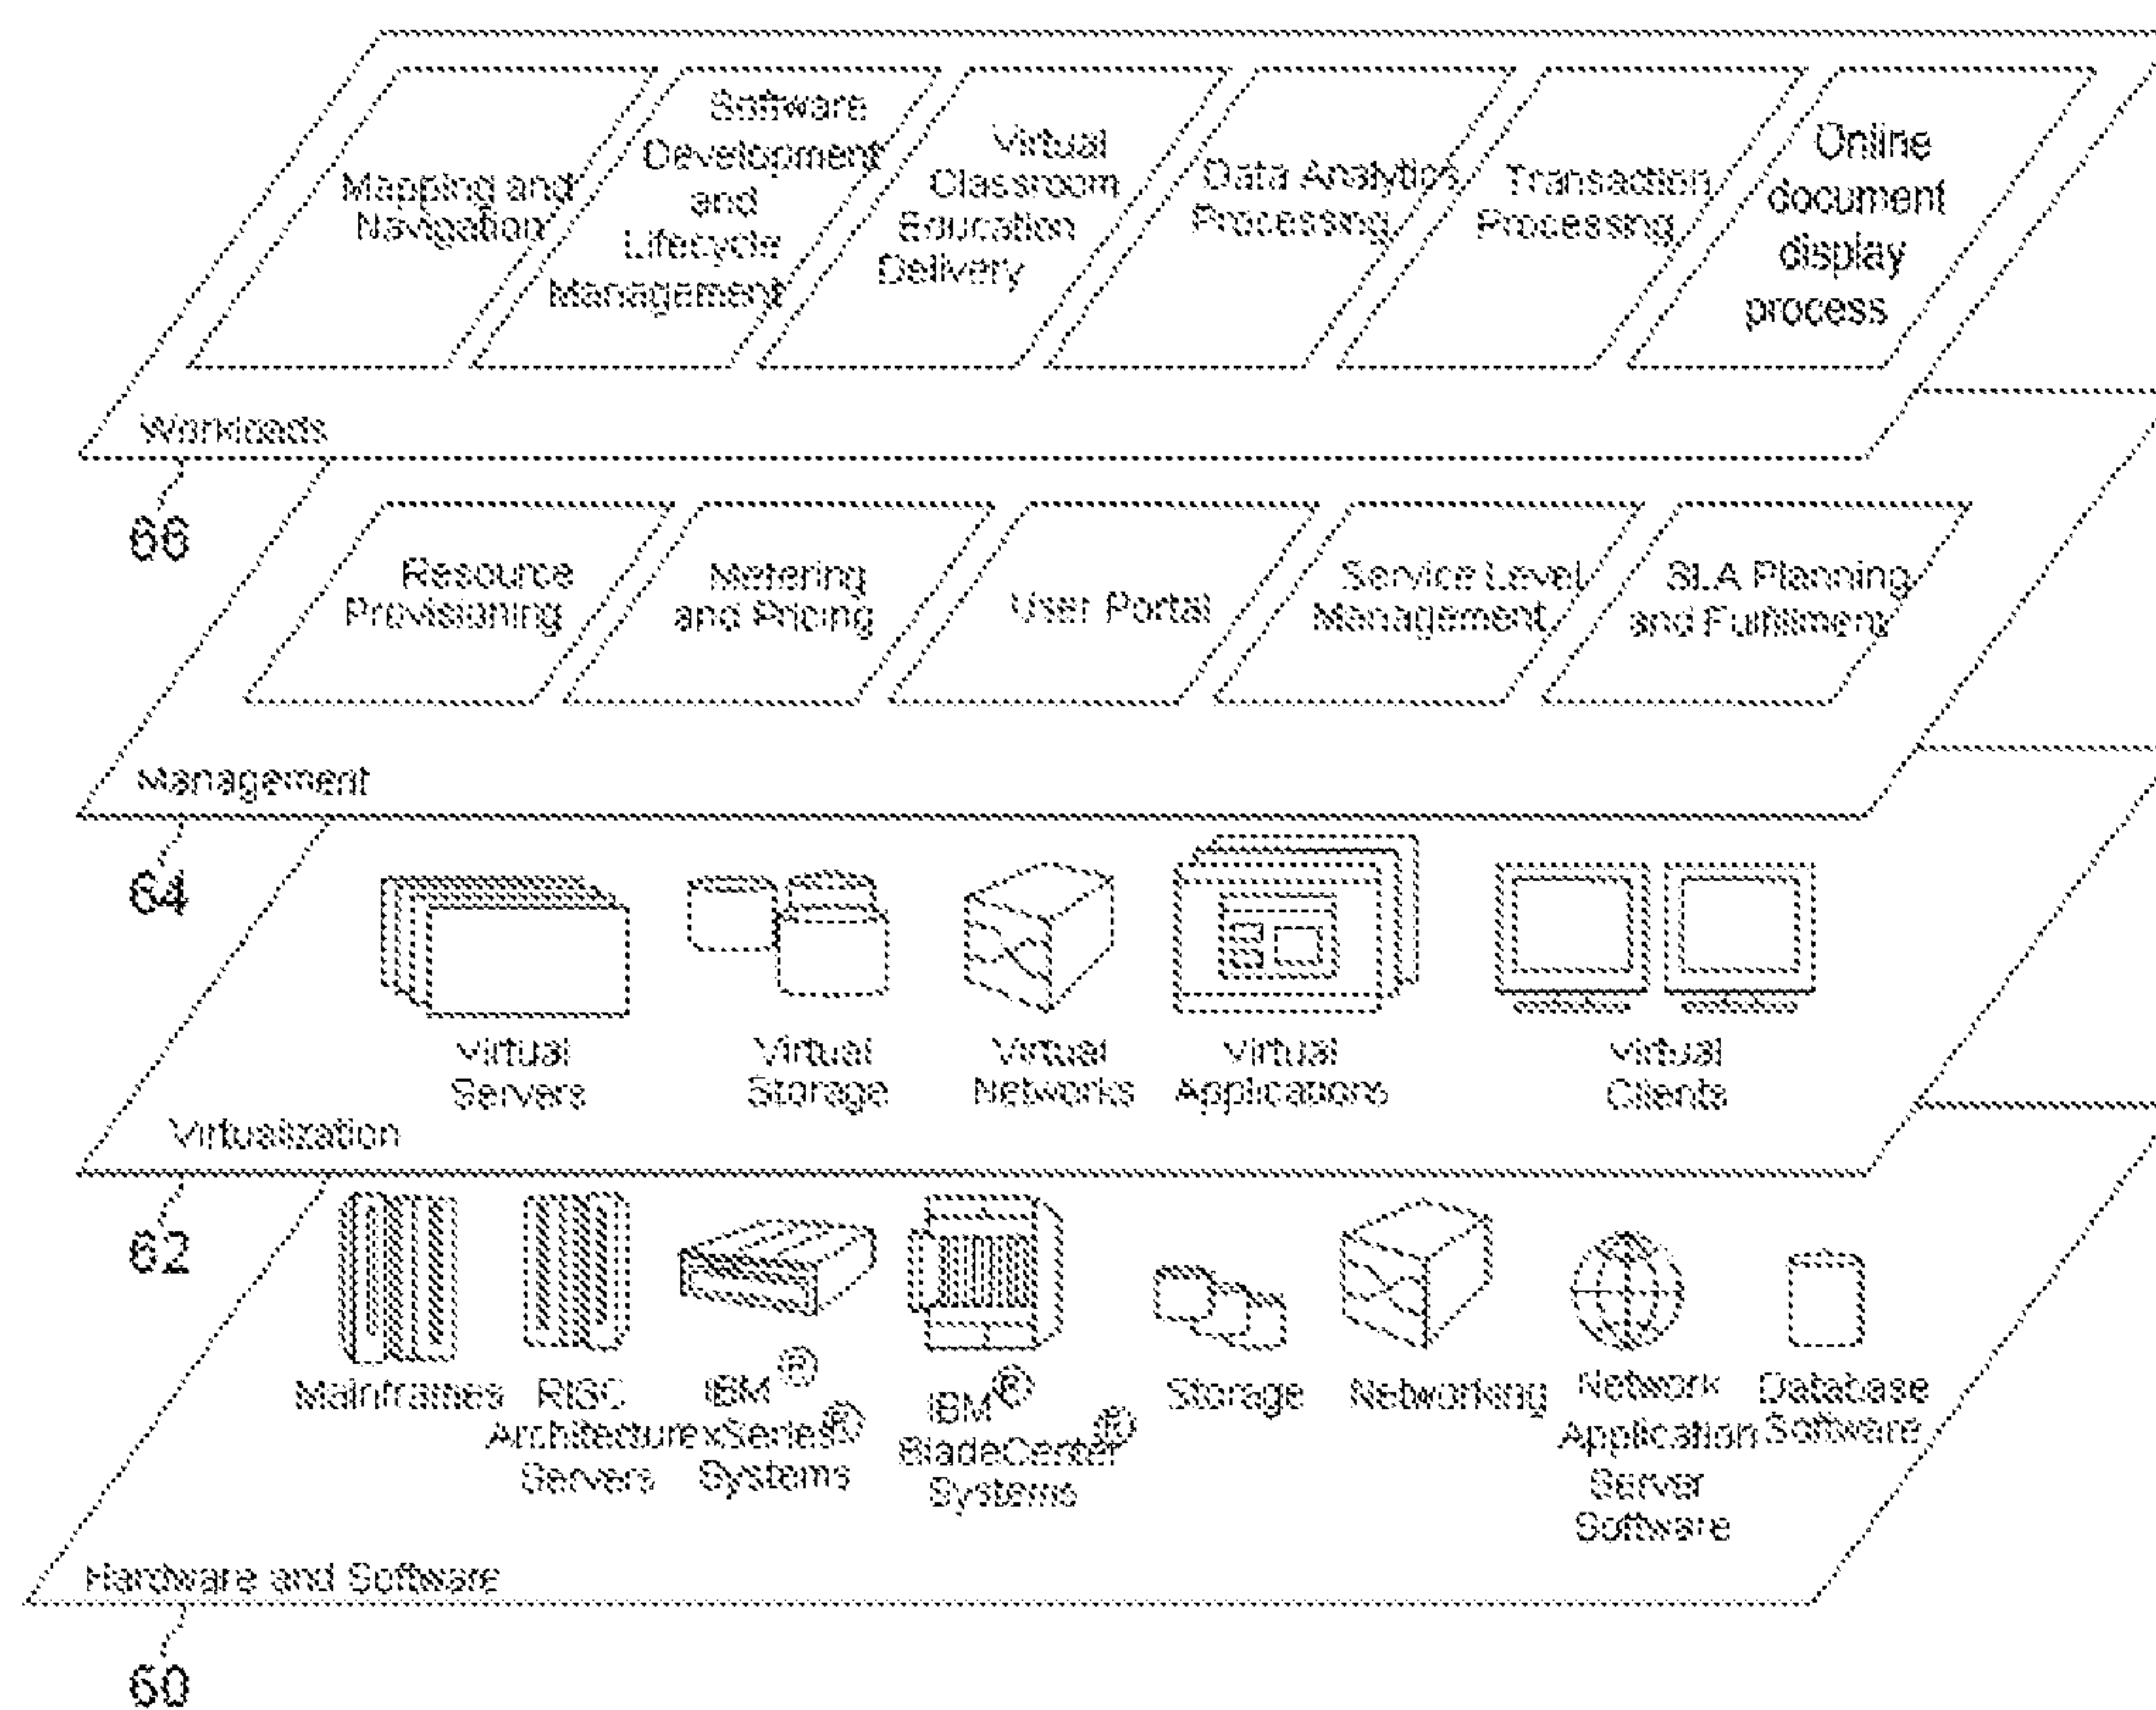 Mapping and
Navigation
Software
Development
and
Lifecycle
Management
Virtual
Classroom
Education
Delivery
Data Analytics
Processing
Transaction
Processing
Online
document
display
process
Workloads
66
Resource
Provisioning
Metering
and Pricing
User Portal
Service Level
Management
SLA Planning
and Fulfillment
Management
64
Virtual
Servers
Virtual
Storage
Virtual
Networks
Virtual
Applications
Virtual
Clients
Virtualization
62
Mainframes
RISC
Architecture
Servers
IBM®
xSeries®
Systems
IBM®
BladeCenter®
Systems
Storage
Networking
Network
Application
Server
Software
Database
Software
Hardware and Software
60